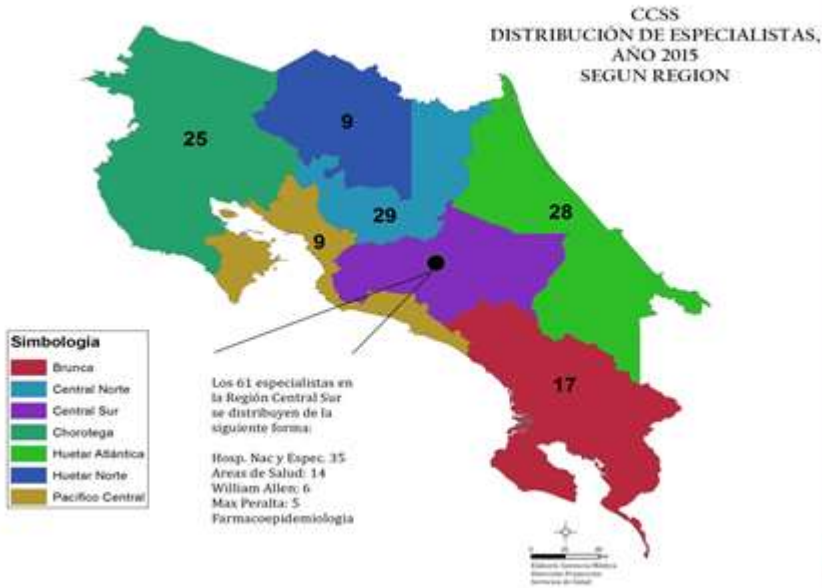 CCSS
DISTRIBUCIÓN DE ESPECIALISTAS,
AÑO 2015
SEGUN REGION
9
25
29
28
9
17
Simbología
Brunca
Central Norte
Central Sur
Chorotega
Huetar Atlántica
Huetar Norte
Pacífico Central
Los 61 especialistas en
la Región Central Sur
se distribuyen de la
siguiente forma:
Hosp. Nac y Espec. 35
Areas de Salud: 14
William Allen: 6
Max Peralta: 5
Farmacoepidemiologia